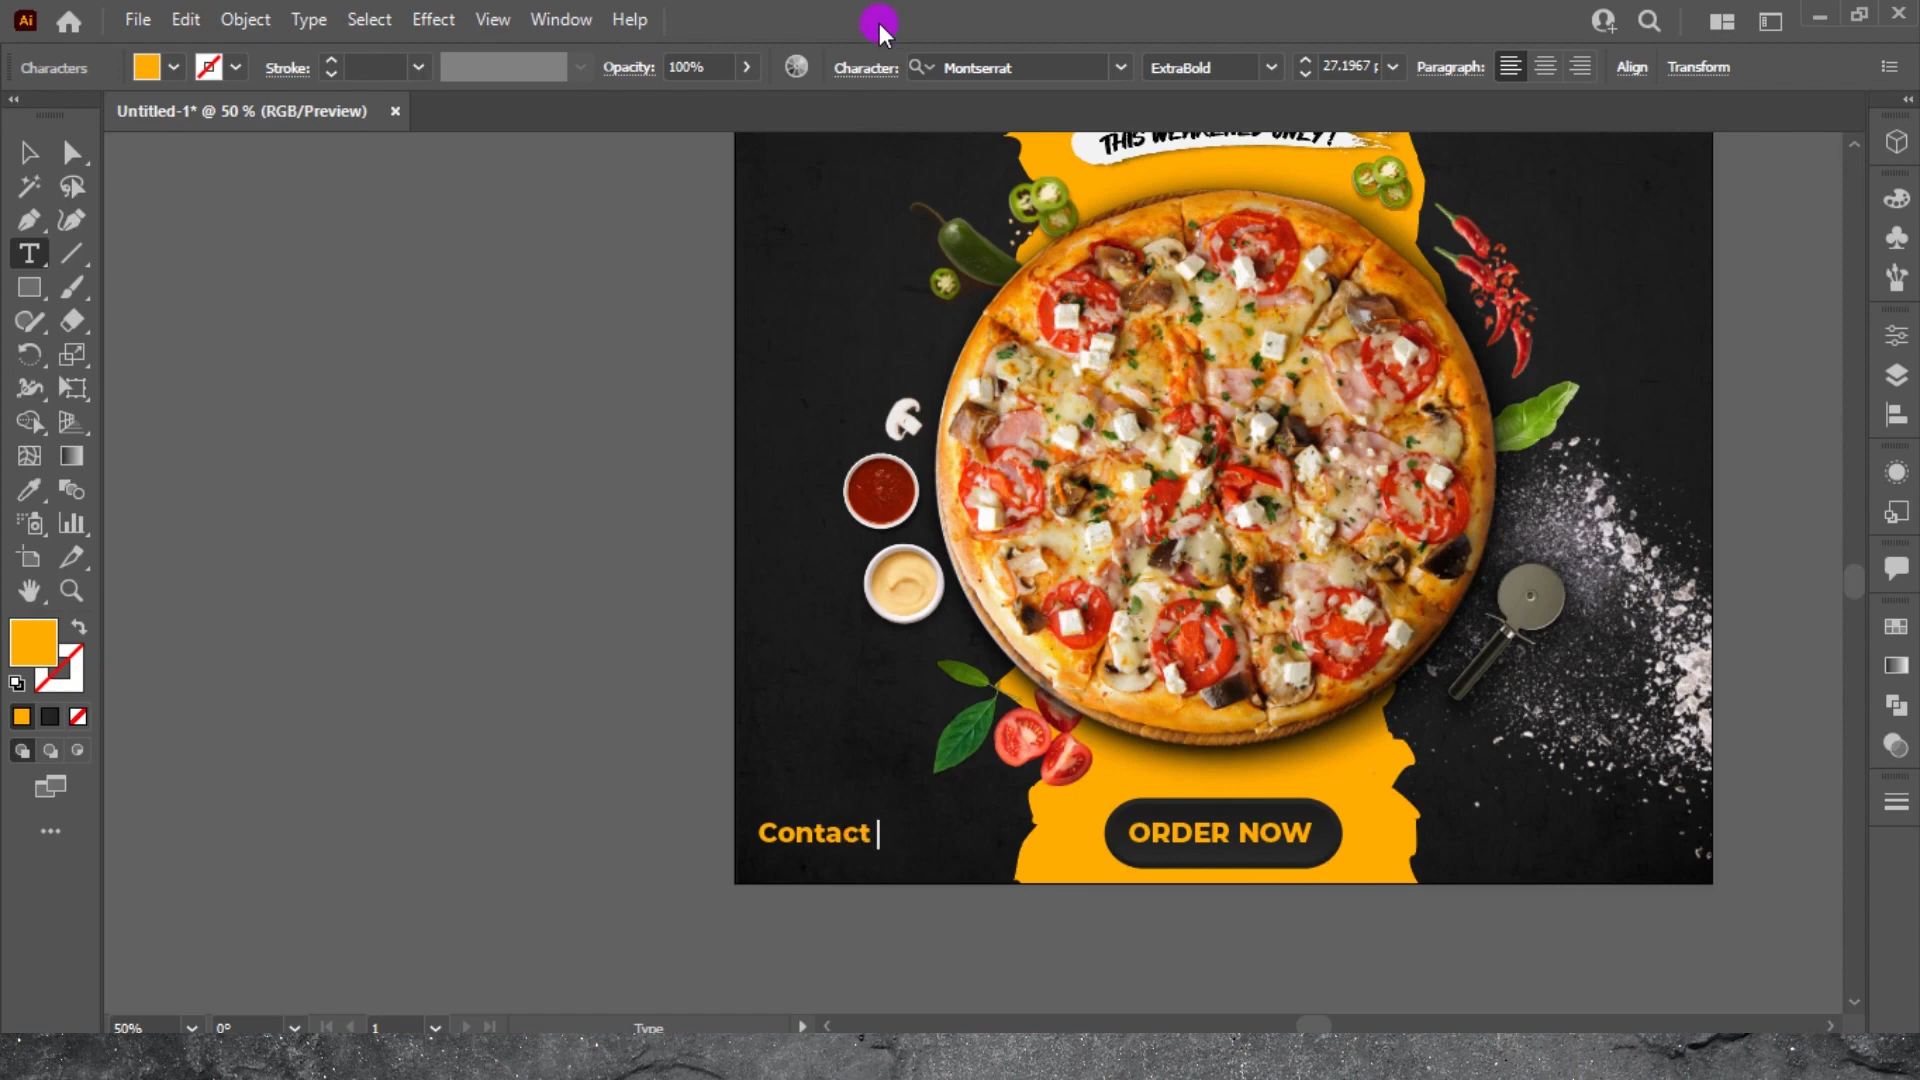 Ai File Edit Object Type Select Effect View Window Help
Characters Stroke: Opacity: 100% Character: Montserrat ExtraBold 27.1967 Paragraph: Align Transform
Untitled-1* @ 50 % (RGB/Preview)
THIS ONLY!
Contact
ORDER NOW
50% 0° 1 Type